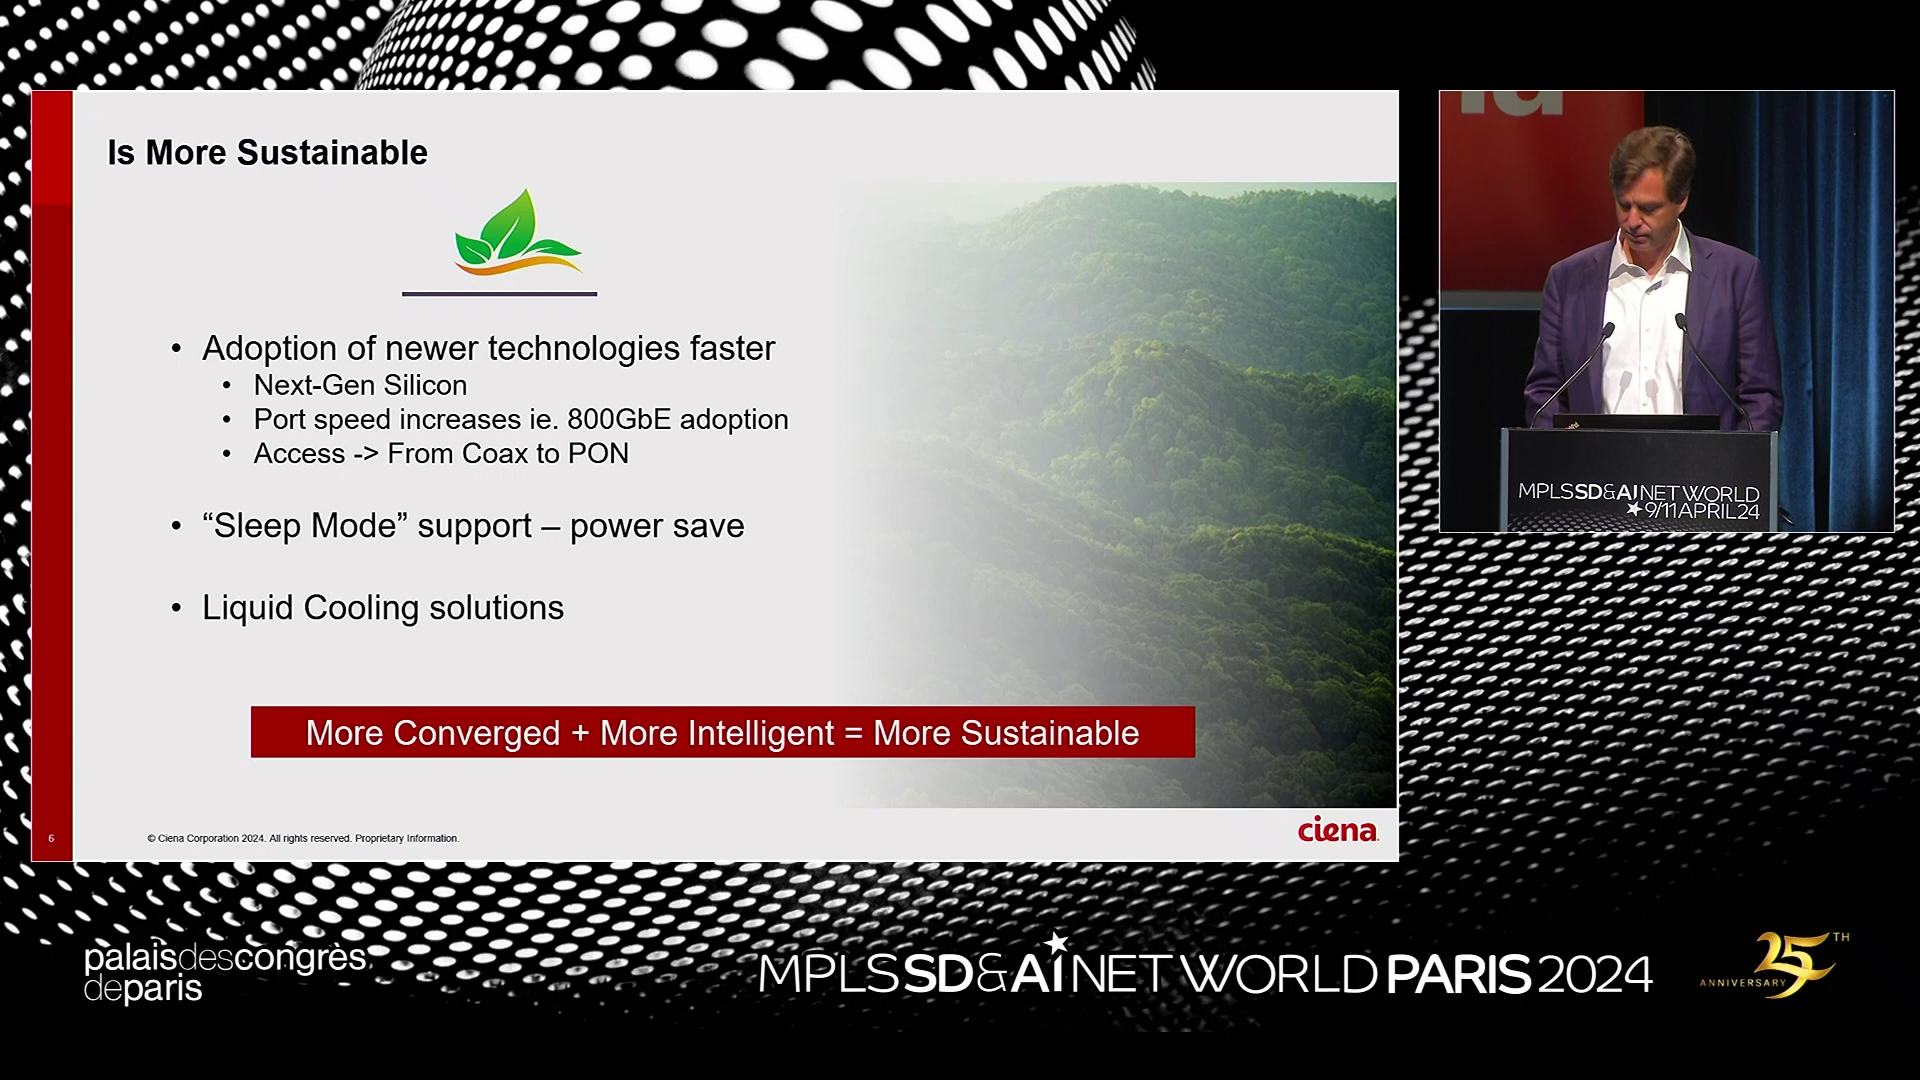 Is More Sustainable
• Adoption of newer technologies faster
• Next-Gen Silicon
• Port speed increases ie. 800GbE adoption
• Access -> From Coax to PON
• “Sleep Mode” support – power save
• Liquid Cooling solutions
More Converged + More Intelligent = More Sustainable
6
© Ciena Corporation 2024. All rights reserved. Proprietary Information.
ciena
MPLSSD&AINETWORLD
9/11APRIL24
palaisdescongrès
deparis
MPLSSD&AINETWORLDPARIS2024
25TH
ANNIVERSARY